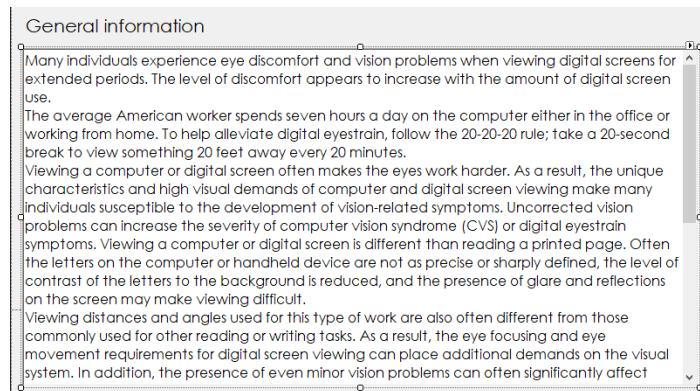 General information
Many individuals experience eye discomfort and vision problems when viewing digital screens for
extended periods. The level of discomfort appears to increase with the amount of digital screen
use.
The average American worker spends seven hours a day on the computer either in the office or
working from home. To help alleviate digital eyestrain, follow the 20-20-20 rule; take a 20-second
break to view something 20 feet away every 20 minutes.
Viewing a computer or digital screen often makes the eyes work harder. As a result, the unique
characteristics and high visual demands of computer and digital screen viewing make many
individuals susceptible to the development of vision-related symptoms. Uncorrected vision
problems can increase the severity of computer vision syndrome (CVS) or digital eyestrain
symptoms. Viewing a computer or digital screen is different than reading a printed page. Often
the letters on the computer or handheld device are not as precise or sharply defined, the level of
contrast of the letters to the background is reduced, and the presence of glare and reflections
on the screen may make viewing difficult.
Viewing distances and angles used for this type of work are also often different from those
commonly used for other reading or writing tasks. As a result, the eye focusing and eye
movement requirements for digital screen viewing can place additional demands on the visual
system. In addition, the presence of even minor vision problems can often significantly affect